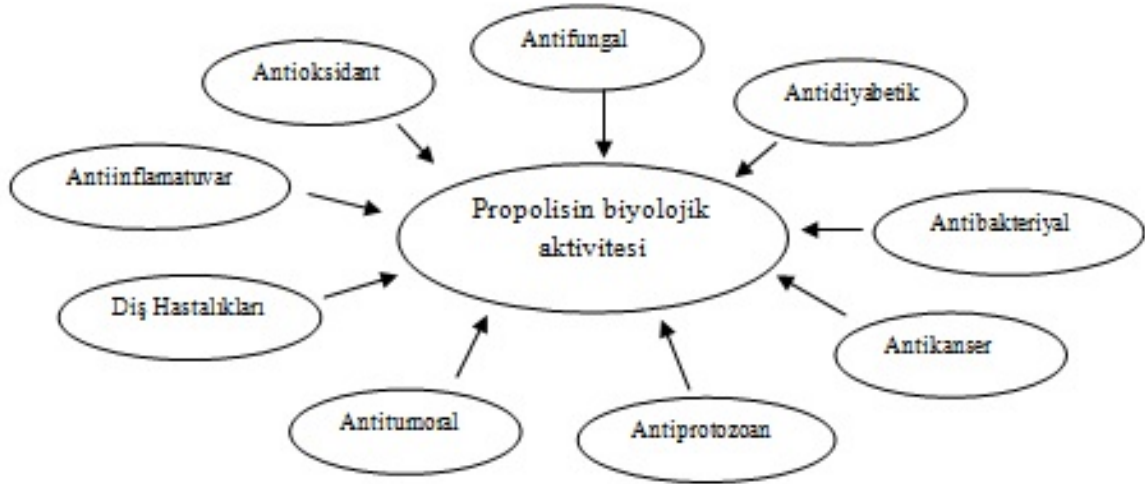 Antifungal
Antioksidant
Antidiyabetik
Antiinflamatuvar
Propolisin biyolojik
aktivitesi
Antibakteriyal
Diş Hastalıkları
Antikanser
Antitumoral
Antiprotozoan